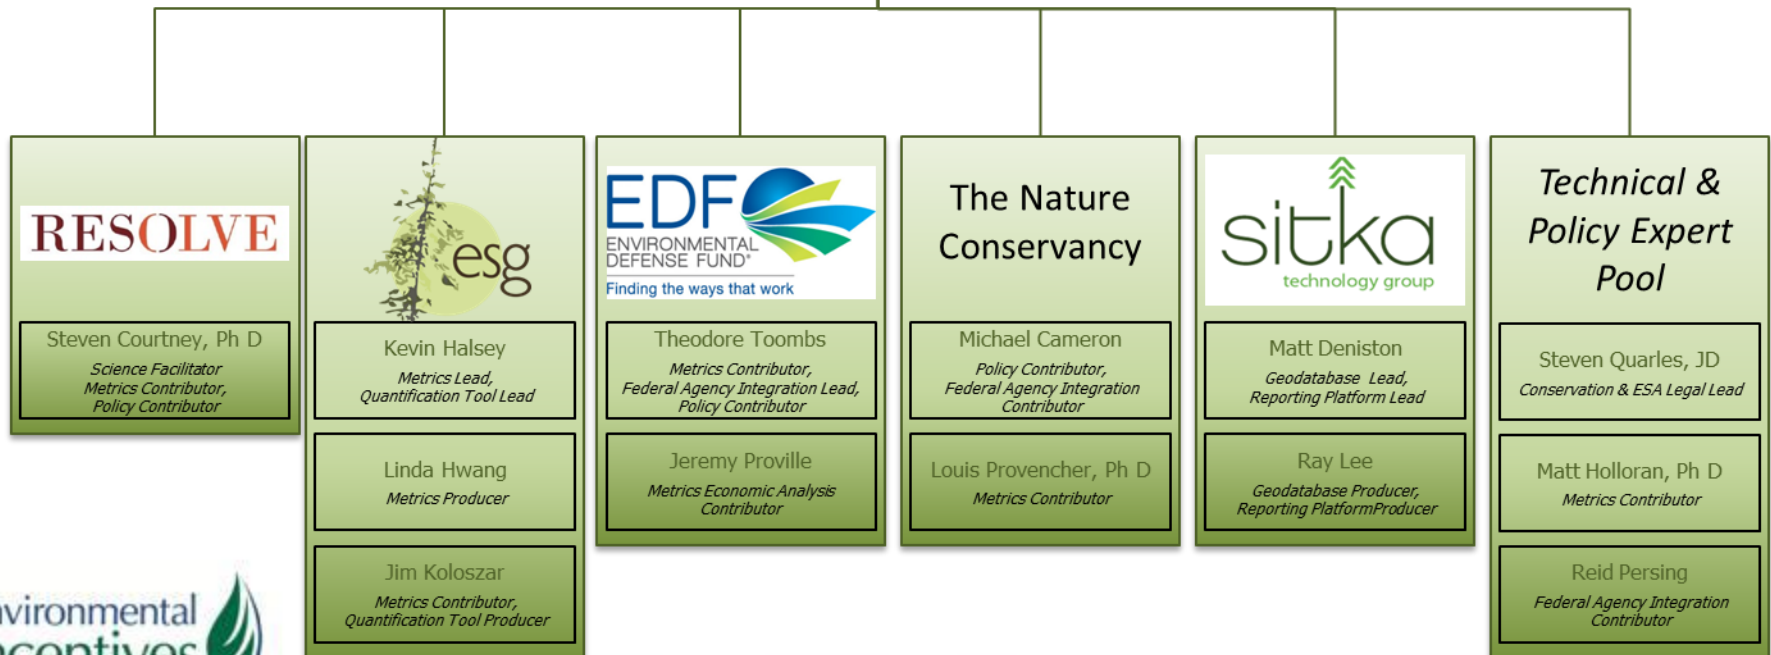 RESOLVE
Steven Courtney, Ph D
Science Facilitator
Metrics Contributor,
Policy Contributor
esg
Kevin Halsey
Metrics Lead,
Quantification Tool Lead
Linda Hwang
Metrics Producer
Jim Koloszar
Metrics Contributor,
Quantification Tool Producer
EDF
ENVIRONMENTAL
DEFENSE FUND®
Finding the ways that work
Theodore Toombs
Metrics Contributor,
Federal Agency Integration Lead,
Policy Contributor
Jeremy Proville
Metrics Economic Analysis
Contributor
The Nature
Conservancy
Michael Cameron
Policy Contributor,
Federal Agency Integration
Contributor
Louis Provencher, Ph D
Metrics Contributor
sitka
technology group
Matt Deniston
Geodatabase Lead,
Reporting Platform Lead
Ray Lee
Geodatabase Producer,
Reporting PlatformProducer
Technical &
Policy Expert
Pool
Steven Quarles, JD
Conservation & ESA Legal Lead
Matt Holloran, Ph D
Metrics Contributor
Reid Persing
Federal Agency Integration
Contributor